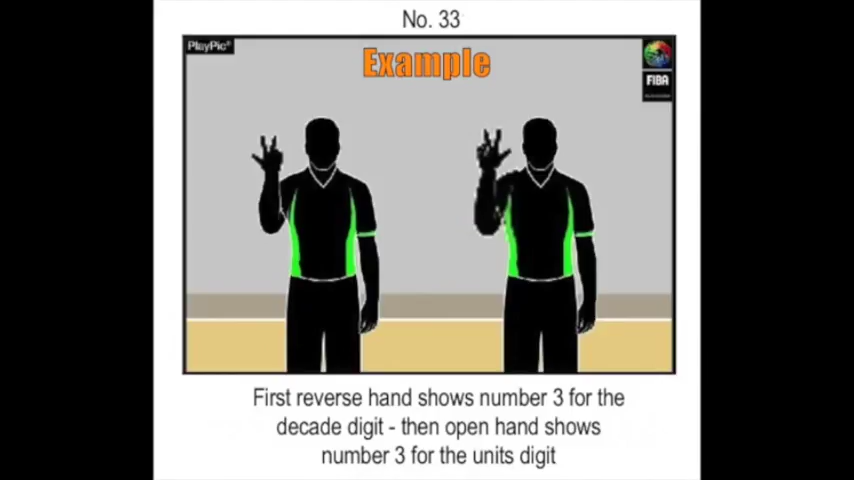 No. 33
PlayPic®
Example
FIBA
First reverse hand shows number 3 for the
decade digit - then open hand shows
number 3 for the units digit